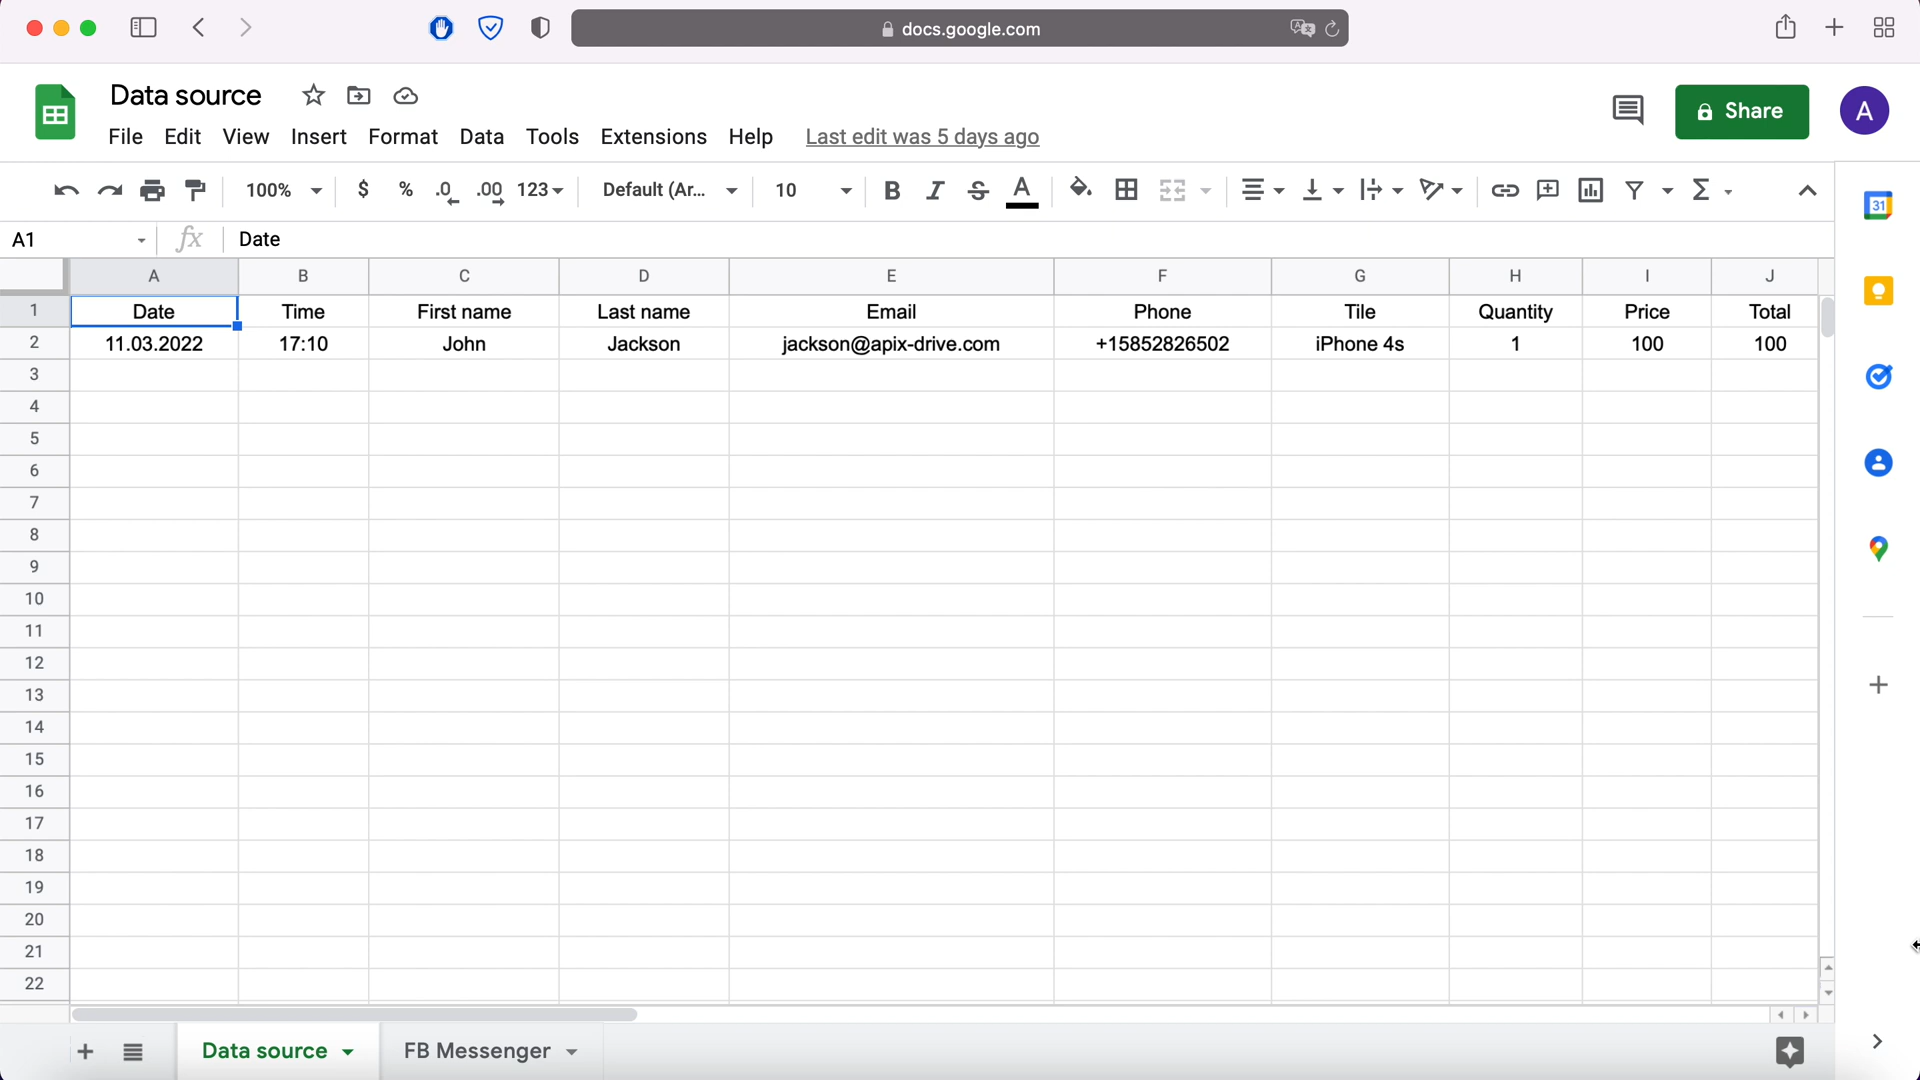 docs.google.com
Data source
Share
A
File Edit View Insert Format Data Tools Extensions Help Last edit was 5 days ago
100% $ % .0 .00 123 Default (Ar... 10 B I S A Σ
31
A1 fx Date
A B C D E F G H I J
1 Date Time First name Last name Email Phone Tile Quantity Price Total
2 11.03.2022 17:10 John Jackson jackson@apix-drive.com +15852826502 iPhone 4s 1 100 100
3
4
5
6
7
8
9
10
11
12
13
14
15
16
17
18
19
20
21
22
Data source FB Messenger